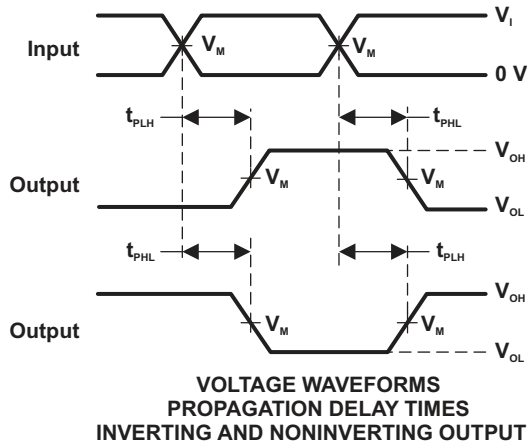 Input
V_M
V_M
V_I
0 V
t_PLH
t_PHL
Output
V_M
V_M
V_OH
V_OL
t_PHL
t_PLH
Output
V_M
V_M
V_OH
V_OL
VOLTAGE WAVEFORMS
PROPAGATION DELAY TIMES
INVERTING AND NONINVERTING OUTPUT